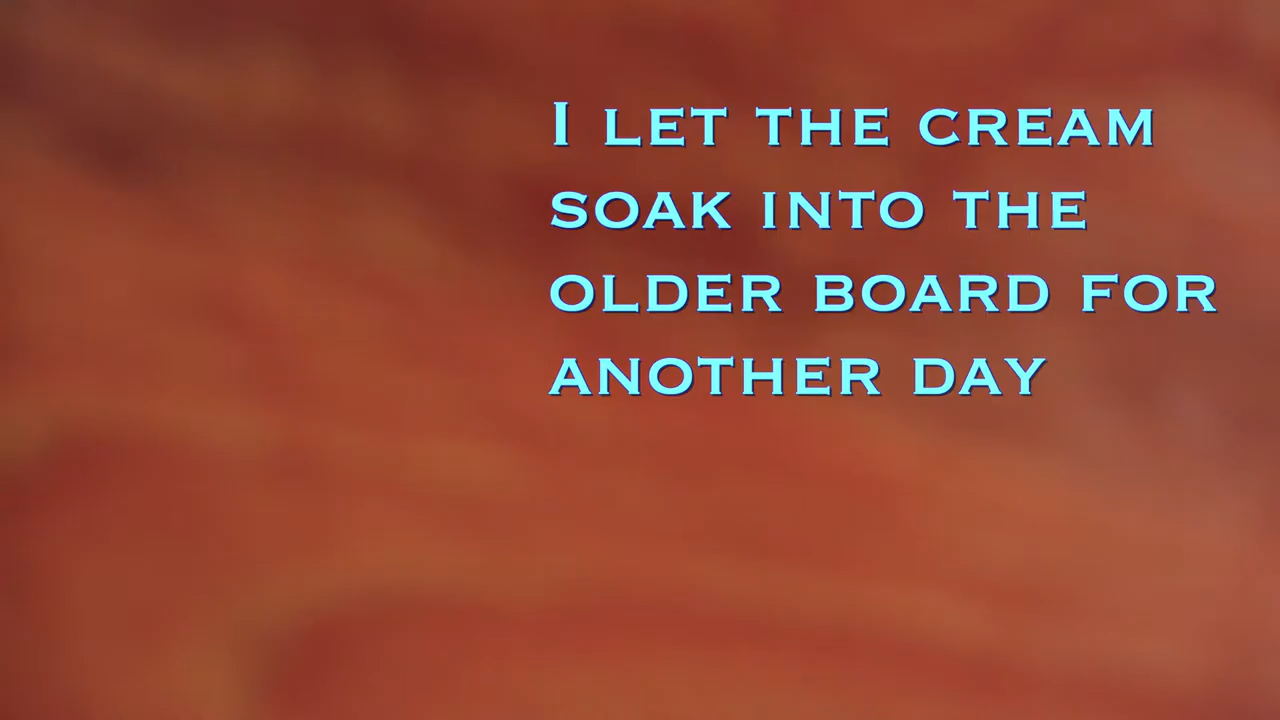 I LET THE CREAM
SOAK INTO THE
OLDER BOARD FOR
ANOTHER DAY